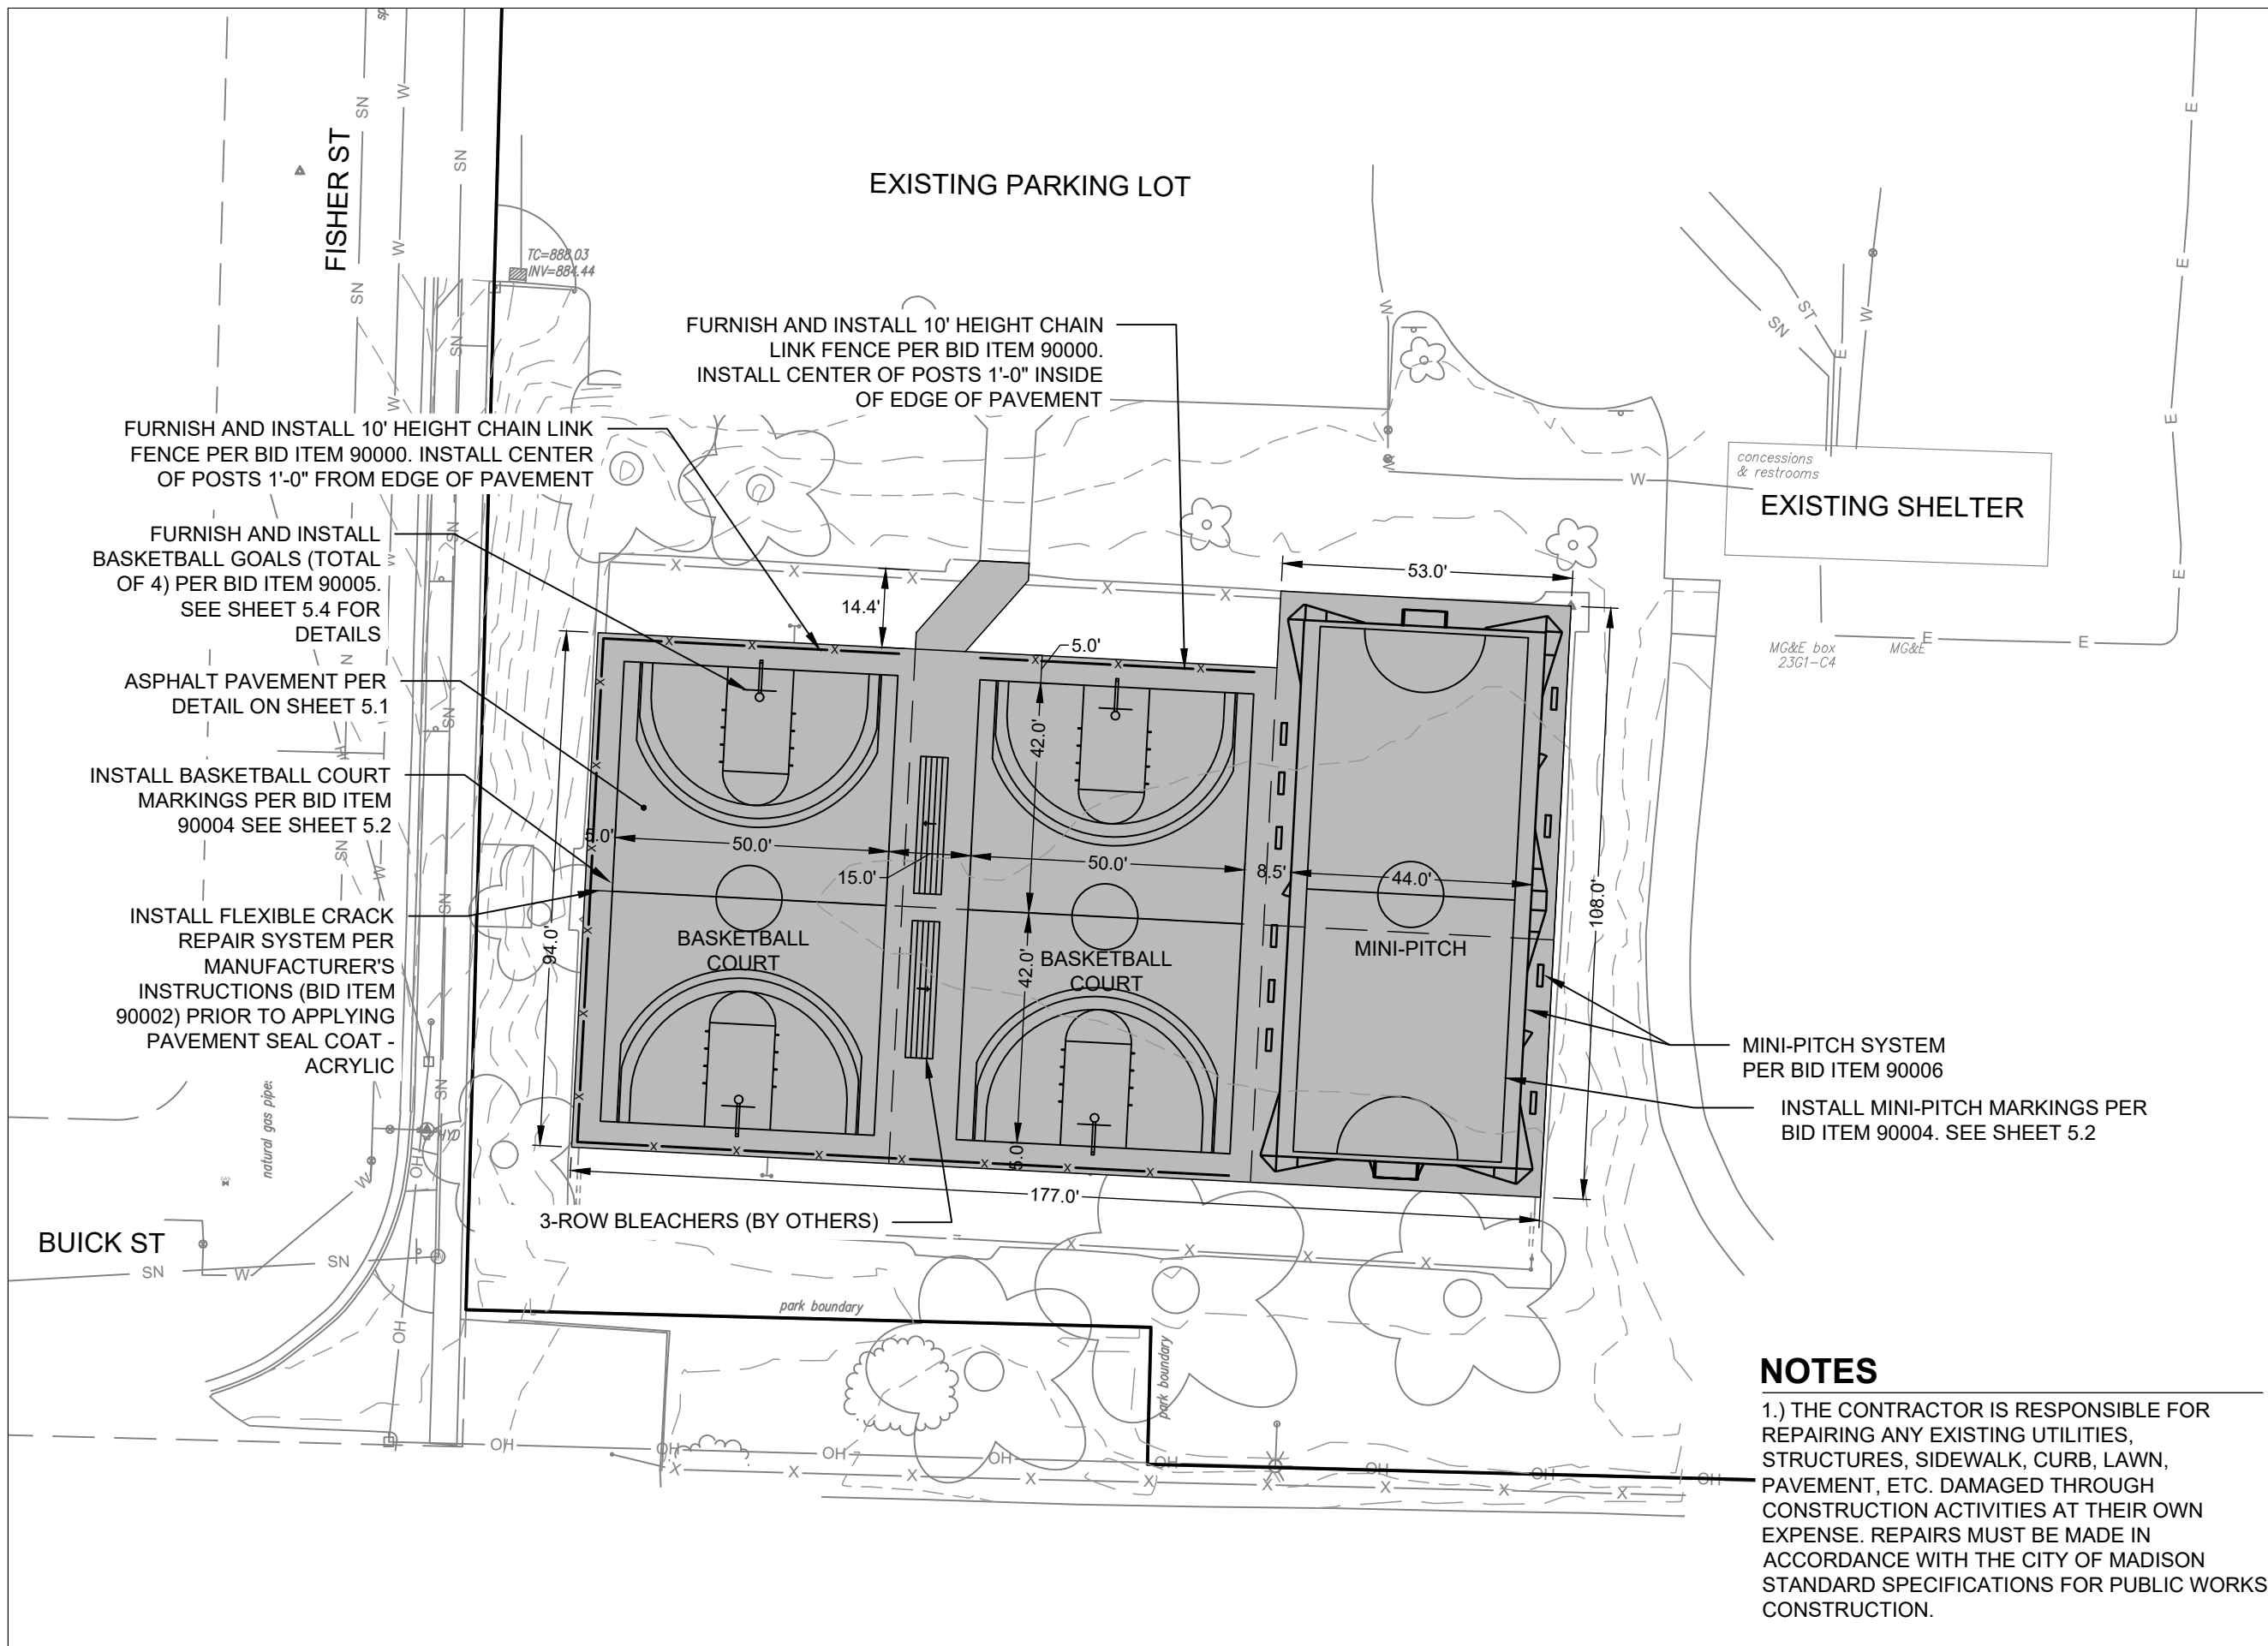 FISHER ST
EXISTING PARKING LOT
TC=888.03
INV=884.44
FURNISH AND INSTALL 10' HEIGHT CHAIN
LINK FENCE PER BID ITEM 90000.
INSTALL CENTER OF POSTS 1'-0" INSIDE
OF EDGE OF PAVEMENT
FURNISH AND INSTALL 10' HEIGHT CHAIN LINK
FENCE PER BID ITEM 90000. INSTALL CENTER
OF POSTS 1'-0" FROM EDGE OF PAVEMENT
concessions
& restrooms
EXISTING SHELTER
FURNISH AND INSTALL
BASKETBALL GOALS (TOTAL
OF 4) PER BID ITEM 90005.
SEE SHEET 5.4 FOR
DETAILS
53.0'
14.4'
5.0'
MG&E box
23G1-C4
MG&E
ASPHALT PAVEMENT PER
DETAIL ON SHEET 5.1
42.0'
INSTALL BASKETBALL COURT
MARKINGS PER BID ITEM
90004 SEE SHEET 5.2
5.0'
50.0'
15.0'
50.0'
8.5'
44.0'
108.0'
94.0'
INSTALL FLEXIBLE CRACK
REPAIR SYSTEM PER
MANUFACTURER'S
INSTRUCTIONS (BID ITEM
90002) PRIOR TO APPLYING
PAVEMENT SEAL COAT -
ACRYLIC
BASKETBALL
COURT
42.0'
BASKETBALL
COURT
MINI-PITCH
MINI-PITCH SYSTEM
PER BID ITEM 90006
INSTALL MINI-PITCH MARKINGS PER
BID ITEM 90004. SEE SHEET 5.2
natural gas pipe
HYD
5.0'
177.0'
3-ROW BLEACHERS (BY OTHERS)
BUICK ST
SN
W
SN
park boundary
park boundary
OH
OH
OH
OH
OH
OH
OH
OH
NOTES
1.) THE CONTRACTOR IS RESPONSIBLE FOR
REPAIRING ANY EXISTING UTILITIES,
STRUCTURES, SIDEWALK, CURB, LAWN,
PAVEMENT, ETC. DAMAGED THROUGH
CONSTRUCTION ACTIVITIES AT THEIR OWN
EXPENSE. REPAIRS MUST BE MADE IN
ACCORDANCE WITH THE CITY OF MADISON
STANDARD SPECIFICATIONS FOR PUBLIC WORKS
CONSTRUCTION.